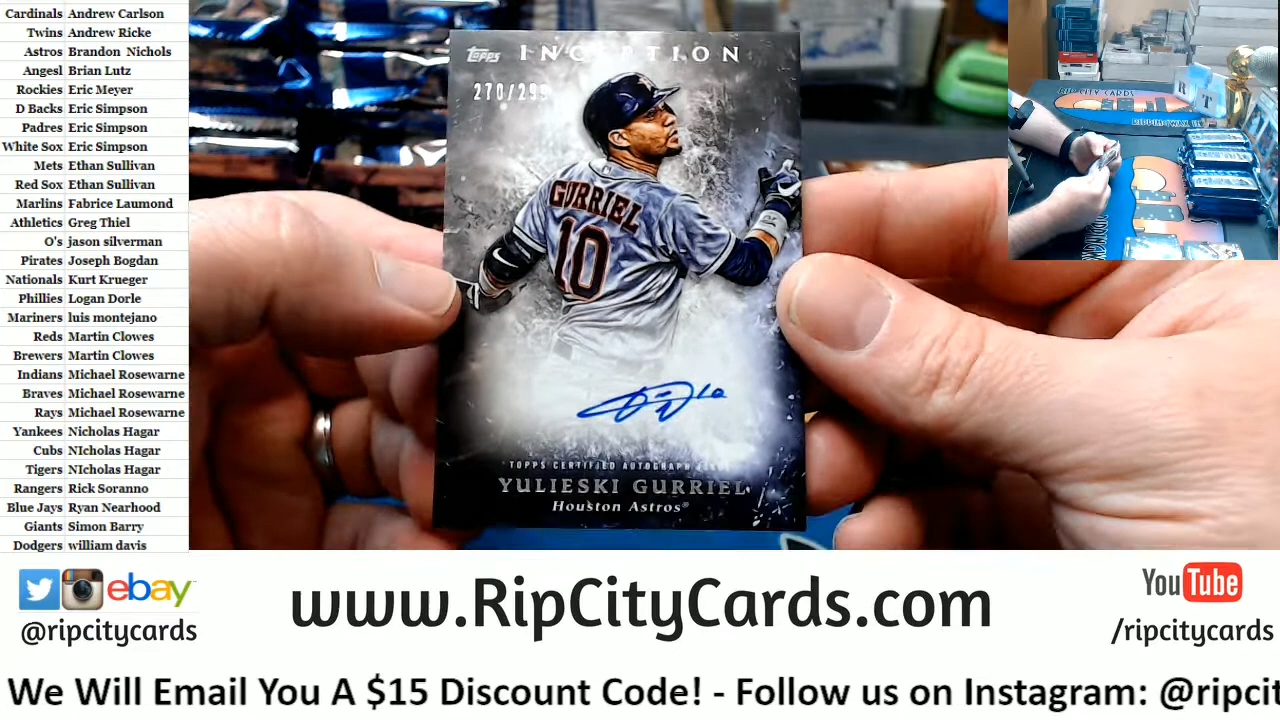 Cardinals Andrew Carlson
Twins Andrew Ricke
Astros Brandon Nichols
Angesl Brian Lutz
Rockies Eric Meyer
D Backs Eric Simpson
Padres Eric Simpson
White Sox Eric Simpson
Mets Ethan Sullivan
Red Sox Ethan Sullivan
Marlins Fabrice Laumond
Athletics Greg Thiel
O's jason silverman
Pirates Joseph Bogdan
Nationals Kurt Krueger
Phillies Logan Dorle
Mariners luis montejano
Reds Martin Clowes
Brewers Martin Clowes
Indians Michael Rosewarne
Braves Michael Rosewarne
Rays Michael Rosewarne
Yankees Nicholas Hagar
Cubs NIcholas Hagar
Tigers NIcholas Hagar
Rangers Rick Soranno
Blue Jays Ryan Nearhood
Giants Simon Barry
Dodgers william davis
Topps INCEPTION
270/299
GURRIEL
10
TOPPS CERTIFIED AUTOGRAPH
YULIESKI GURRIEL
Houston Astros®
RIP CITY CARDS
ebay
@ripcitycards
www.RipCityCards.com
YouTube
/ripcitycards
We Will Email You A $15 Discount Code! - Follow us on Instagram: @ripcit